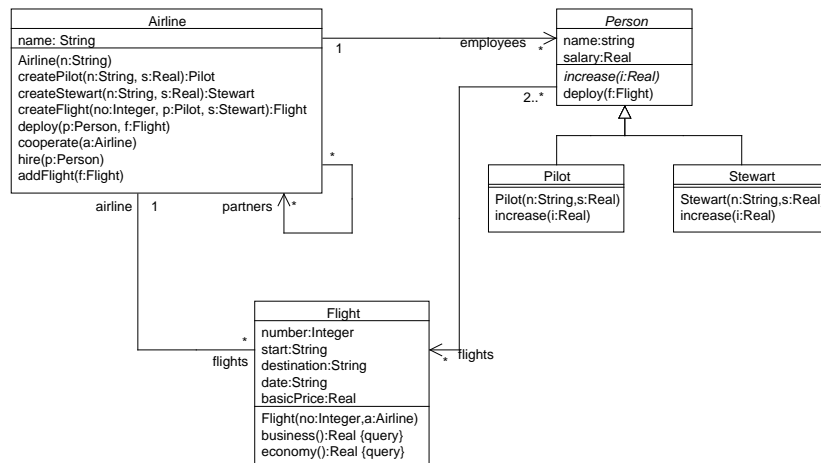 Airline
name: String
Airline(n:String)
createPilot(n:String, s:Real):Pilot
createStewart(n:String, s:Real):Stewart
createFlight(no:Integer, p:Pilot, s:Stewart):Flight
deploy(p:Person, f:Flight)
cooperate(a:Airline)
hire(p:Person)
addFlight(f:Flight)
1
employees
*
Person
name:string
salary:Real
increase(i:Real)
deploy(f:Flight)
2..*
*
partners
*
airline
1
Pilot
Pilot(n:String,s:Real)
increase(i:Real)
Stewart
Stewart(n:String,s:Real)
increase(i:Real)
*
flights
Flight
number:Integer
start:String
destination:String
date:String
basicPrice:Real
Flight(no:Integer,a:Airline)
business():Real {query}
economy():Real {query}
*
flights